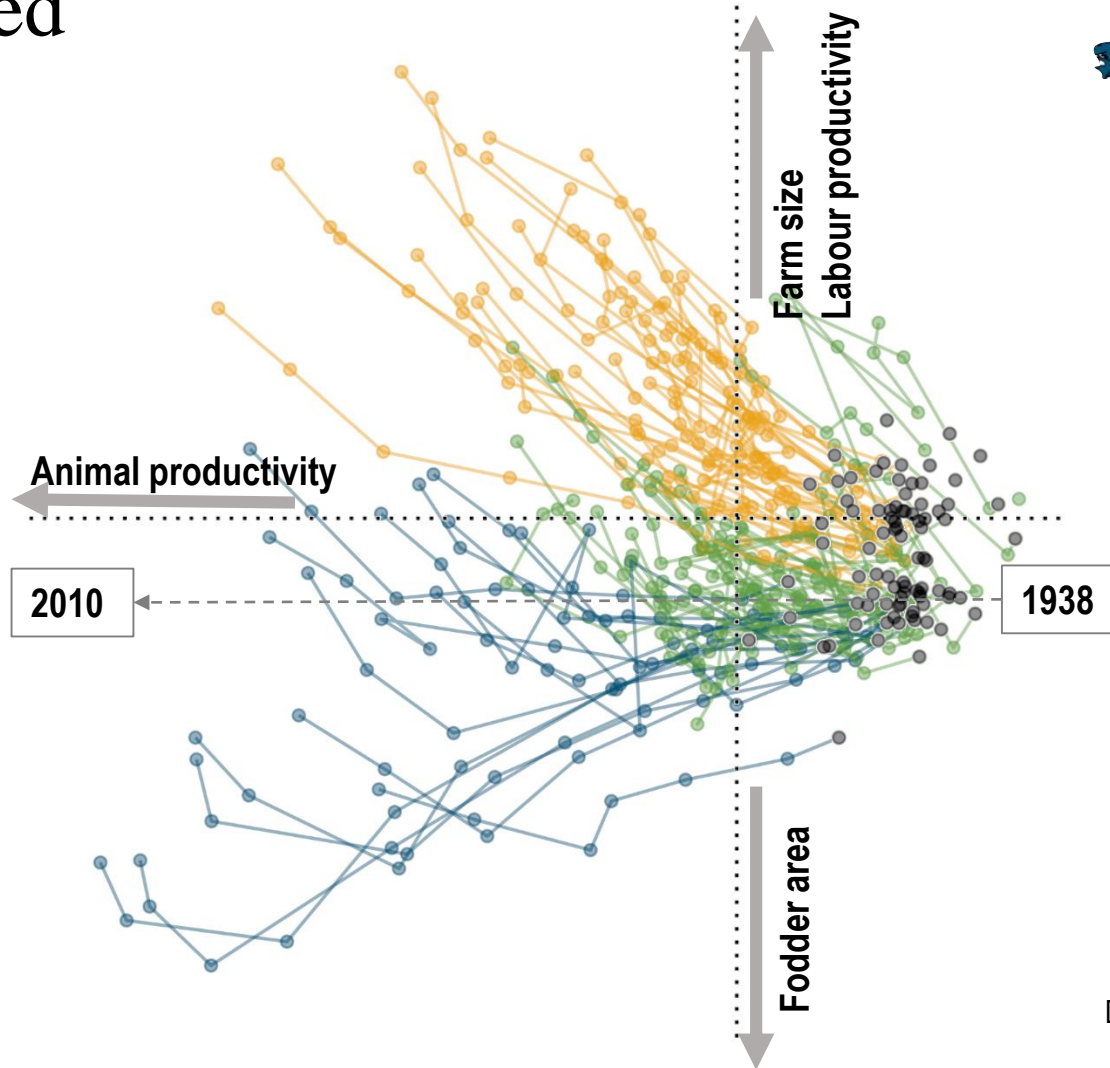 ed
Farm size
Labour productivity
Animal productivity
2010
1938
Fodder area
D